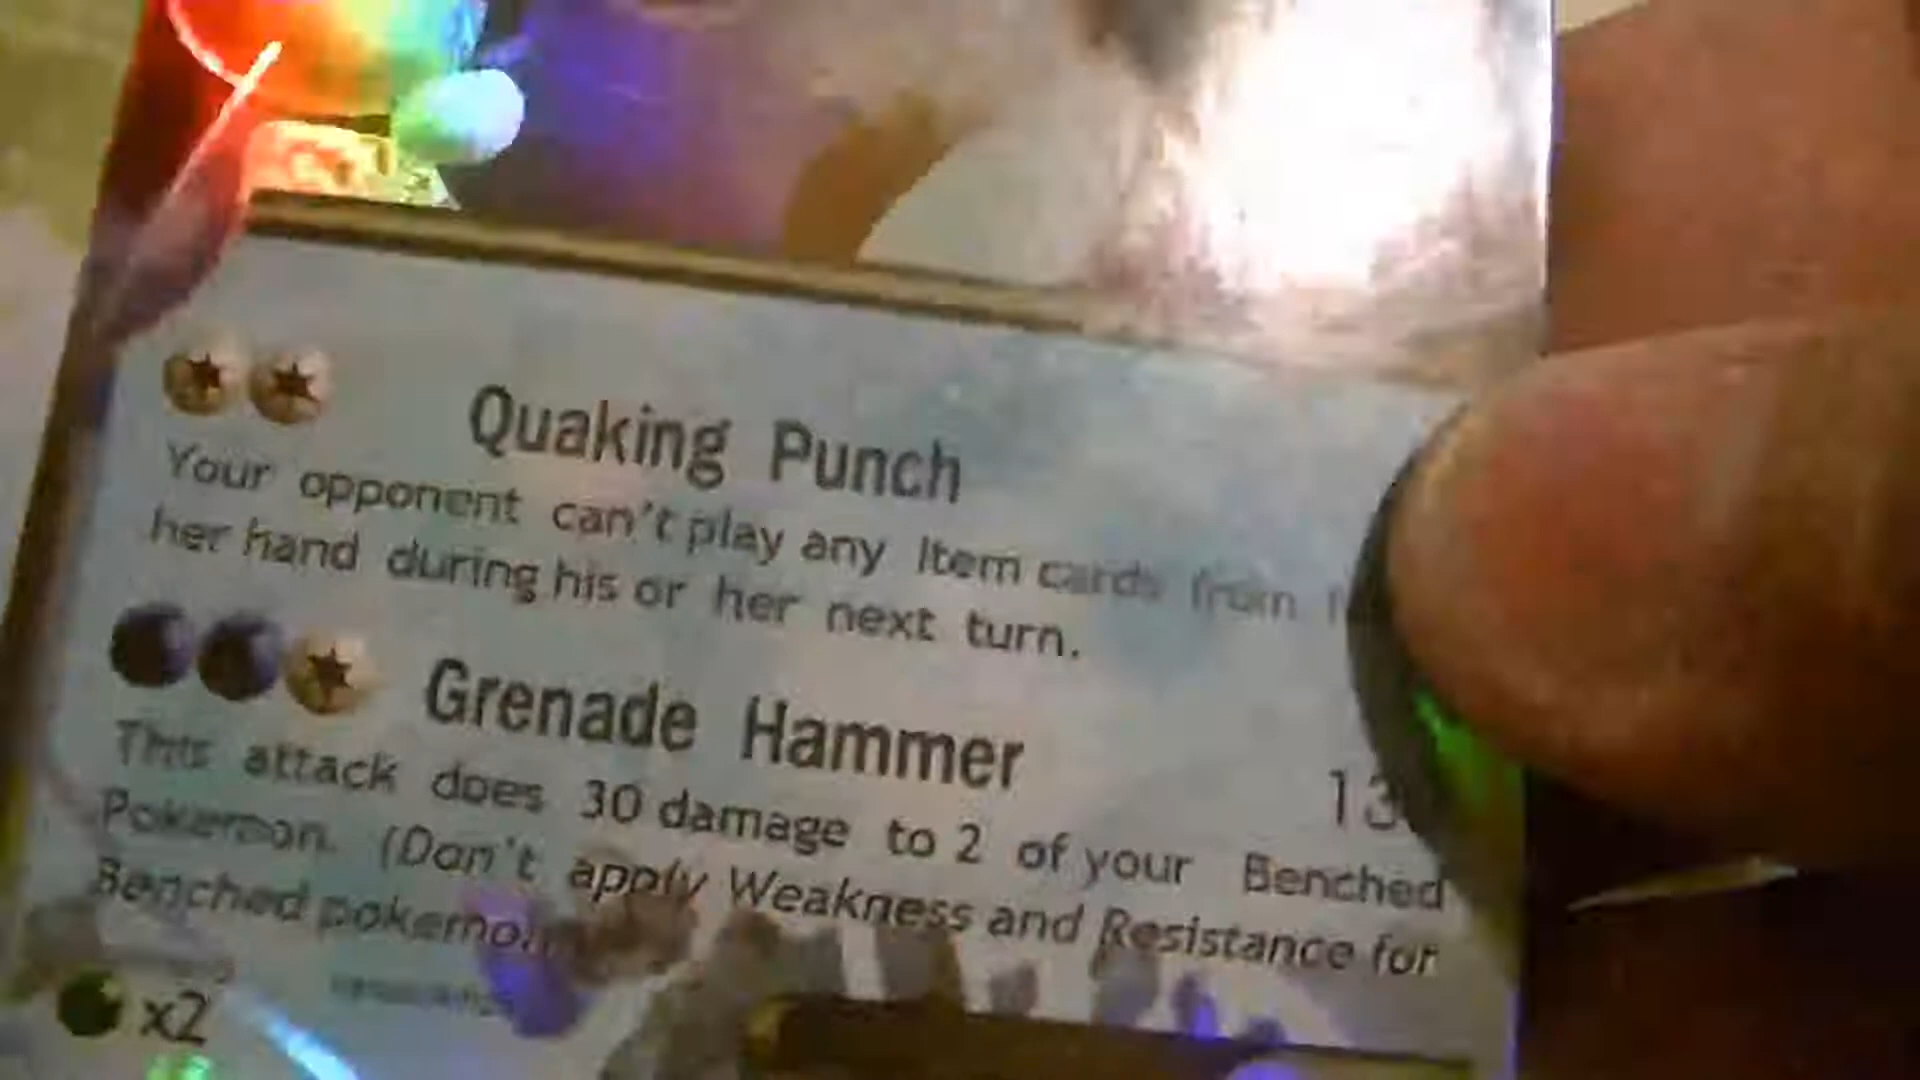 Quaking Punch
Your opponent can't play any Item cards from
her hand during his or her next turn.
Grenade Hammer
13
This attack does 30 damage to 2 of your Benched
Pokemon. (Don't apply Weakness and Resistance for
Benched pokemon
x2